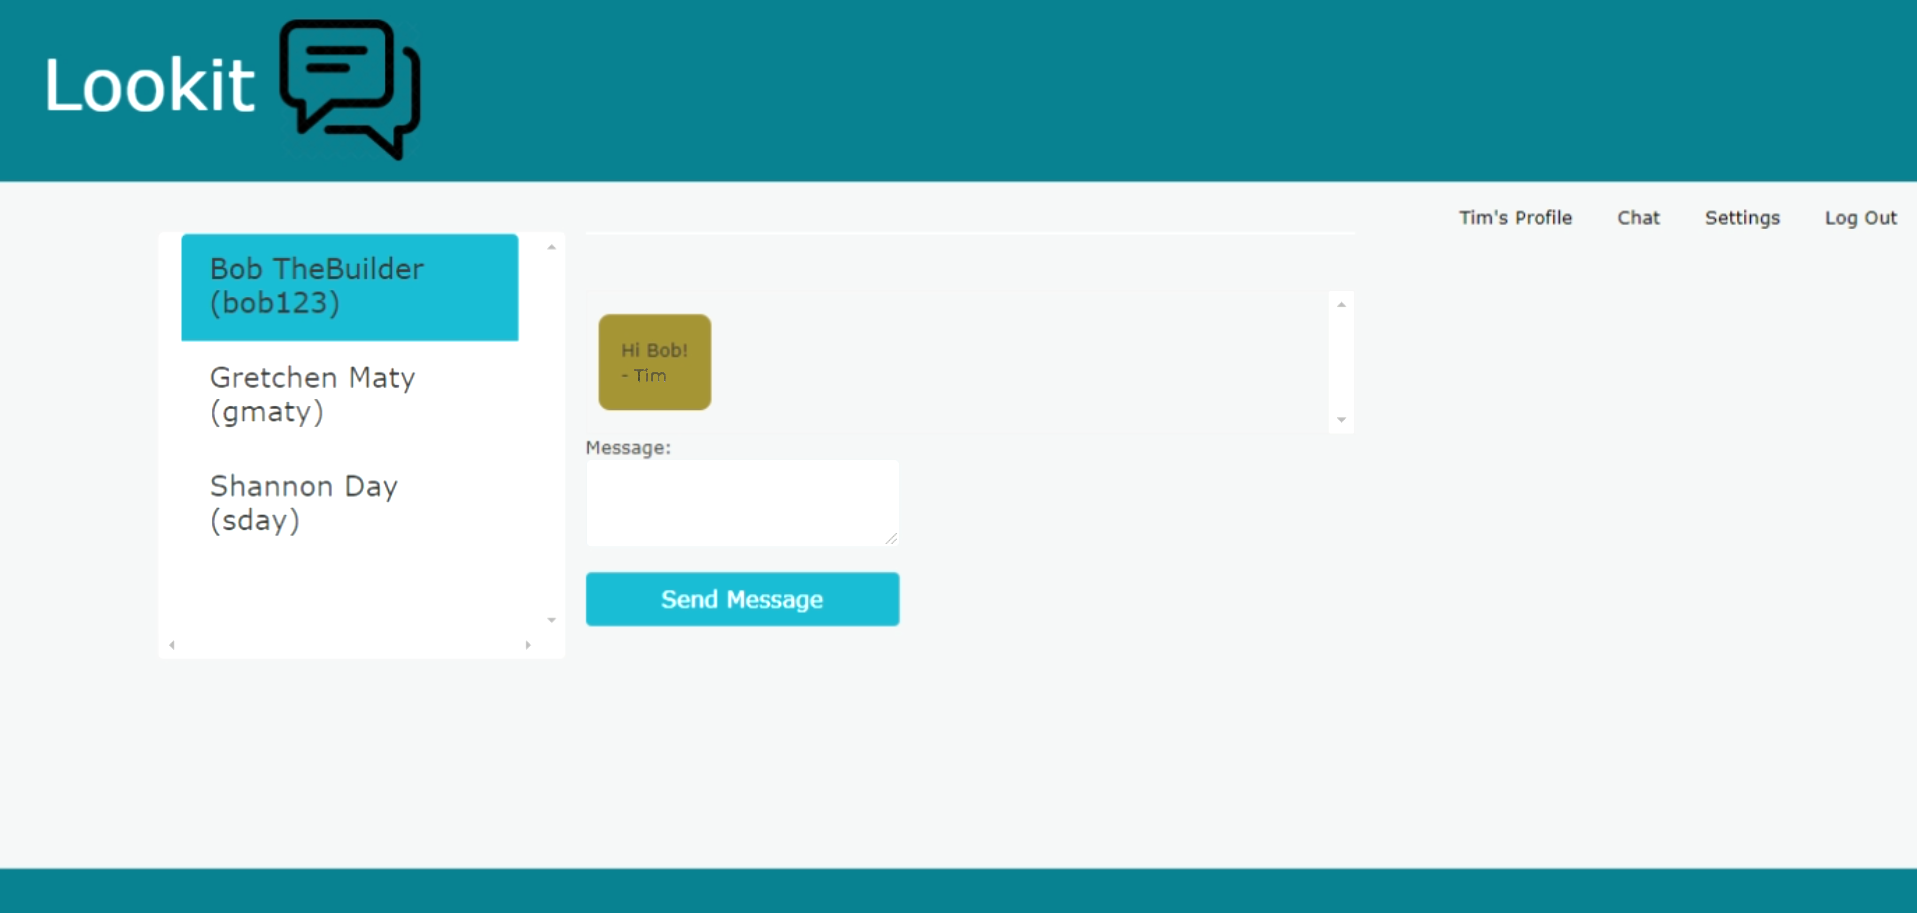 Lookit
Tim's Profile
Chat
Settings
Log Out
Bob TheBuilder
(bob123)
Gretchen Maty
(gmaty)
Shannon Day
(sday)
Hi Bob!
- Tim
Message:
Send Message